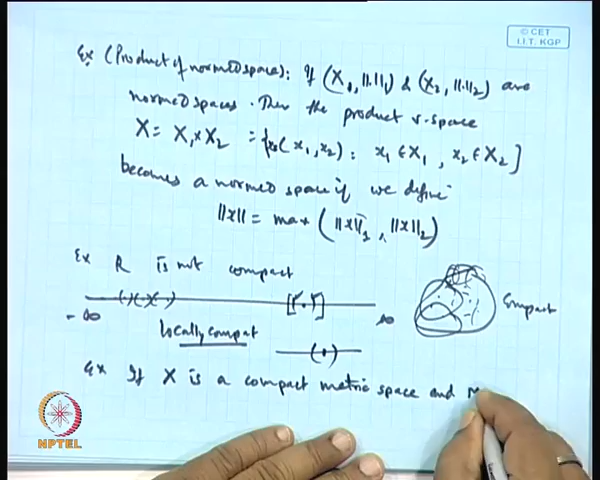 © CET
I.I.T. KGP
Ex (Product of normed spaces): If (X₁, ||.||₁) & (X₂, ||.||₂) are
normed spaces. Then the product v. space
X = X₁ × X₂ = {x=(x₁, x₂) : x₁ ∈ X₁, x₂ ∈ X₂}
becomes a normed space if we define
||x|| = max (||x||₁, ||x||₂)
Ex R is not compact
-∞ ∞
Compact
locally compat
Ex If X is a compact metric space and
NPTEL